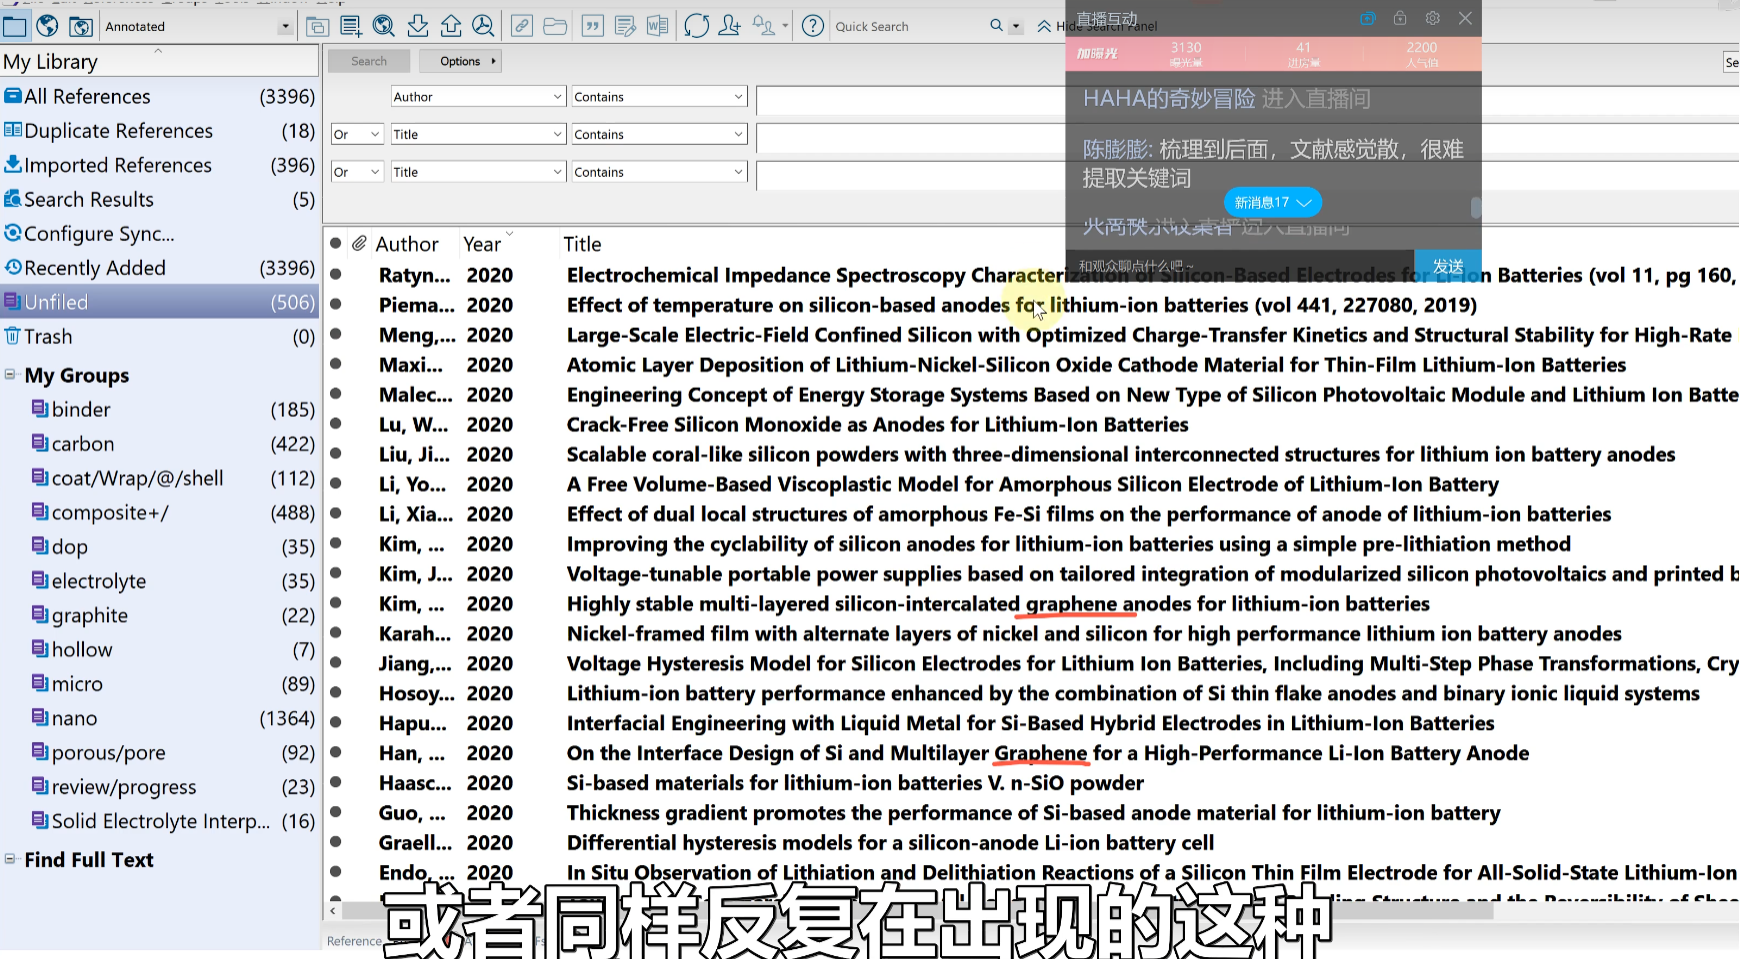 Annotated
Quick Search
Hide Search Panel
My Library
All References (3396)
Duplicate References (18)
Imported References (396)
Search Results (5)
Configure Sync...
Recently Added (3396)
Unfiled (506)
Trash (0)
My Groups
binder (185)
carbon (422)
coat/Wrap/@/shell (112)
composite+/ (488)
dop (35)
electrolyte (35)
graphite (22)
hollow (7)
micro (89)
nano (1364)
porous/pore (92)
review/progress (23)
Solid Electrolyte Interp... (16)
Find Full Text
Search Options
Author Contains
Or Title Contains
Or Title Contains
Se
直播互动
加曝光 3130 曝光量 41 进房量 2200 人气值
HAHA的奇妙冒险 进入直播间
陈膨膨: 梳理到后面，文献感觉散，很难
提取关键词
新消息17
和观众聊点什么吧~
发送
Author Year Title
Ratyn... 2020 Electrochemical Impedance Spectroscopy Characterization of Silicon-Based Electrodes for Li-Ion Batteries (vol 11, pg 160,
Piema... 2020 Effect of temperature on silicon-based anodes for lithium-ion batteries (vol 441, 227080, 2019)
Meng,... 2020 Large-Scale Electric-Field Confined Silicon with Optimized Charge-Transfer Kinetics and Structural Stability for High-Rate
Maxi... 2020 Atomic Layer Deposition of Lithium-Nickel-Silicon Oxide Cathode Material for Thin-Film Lithium-Ion Batteries
Malec... 2020 Engineering Concept of Energy Storage Systems Based on New Type of Silicon Photovoltaic Module and Lithium Ion Batte
Lu, W... 2020 Crack-Free Silicon Monoxide as Anodes for Lithium-Ion Batteries
Liu, Ji... 2020 Scalable coral-like silicon powders with three-dimensional interconnected structures for lithium ion battery anodes
Li, Yo... 2020 A Free Volume-Based Viscoplastic Model for Amorphous Silicon Electrode of Lithium-Ion Battery
Li, Xia... 2020 Effect of dual local structures of amorphous Fe-Si films on the performance of anode of lithium-ion batteries
Kim, ... 2020 Improving the cyclability of silicon anodes for lithium-ion batteries using a simple pre-lithiation method
Kim, J... 2020 Voltage-tunable portable power supplies based on tailored integration of modularized silicon photovoltaics and printed b
Kim, ... 2020 Highly stable multi-layered silicon-intercalated graphene anodes for lithium-ion batteries
Karah... 2020 Nickel-framed film with alternate layers of nickel and silicon for high performance lithium ion battery anodes
Jiang,... 2020 Voltage Hysteresis Model for Silicon Electrodes for Lithium Ion Batteries, Including Multi-Step Phase Transformations, Cry
Hosoy... 2020 Lithium-ion battery performance enhanced by the combination of Si thin flake anodes and binary ionic liquid systems
Hapu... 2020 Interfacial Engineering with Liquid Metal for Si-Based Hybrid Electrodes in Lithium-Ion Batteries
Han, ... 2020 On the Interface Design of Si and Multilayer Graphene for a High-Performance Li-Ion Battery Anode
Haasc... 2020 Si-based materials for lithium-ion batteries V. n-SiO powder
Guo, ... 2020 Thickness gradient promotes the performance of Si-based anode material for lithium-ion battery
Graell... 2020 Differential hysteresis models for a silicon-anode Li-ion battery cell
Endo, ... 2020 In Situ Observation of Lithiation and Delithiation Reactions of a Silicon Thin Film Electrode for All-Solid-State Lithium-Ion
Reference
或者同样反复在出现的这种